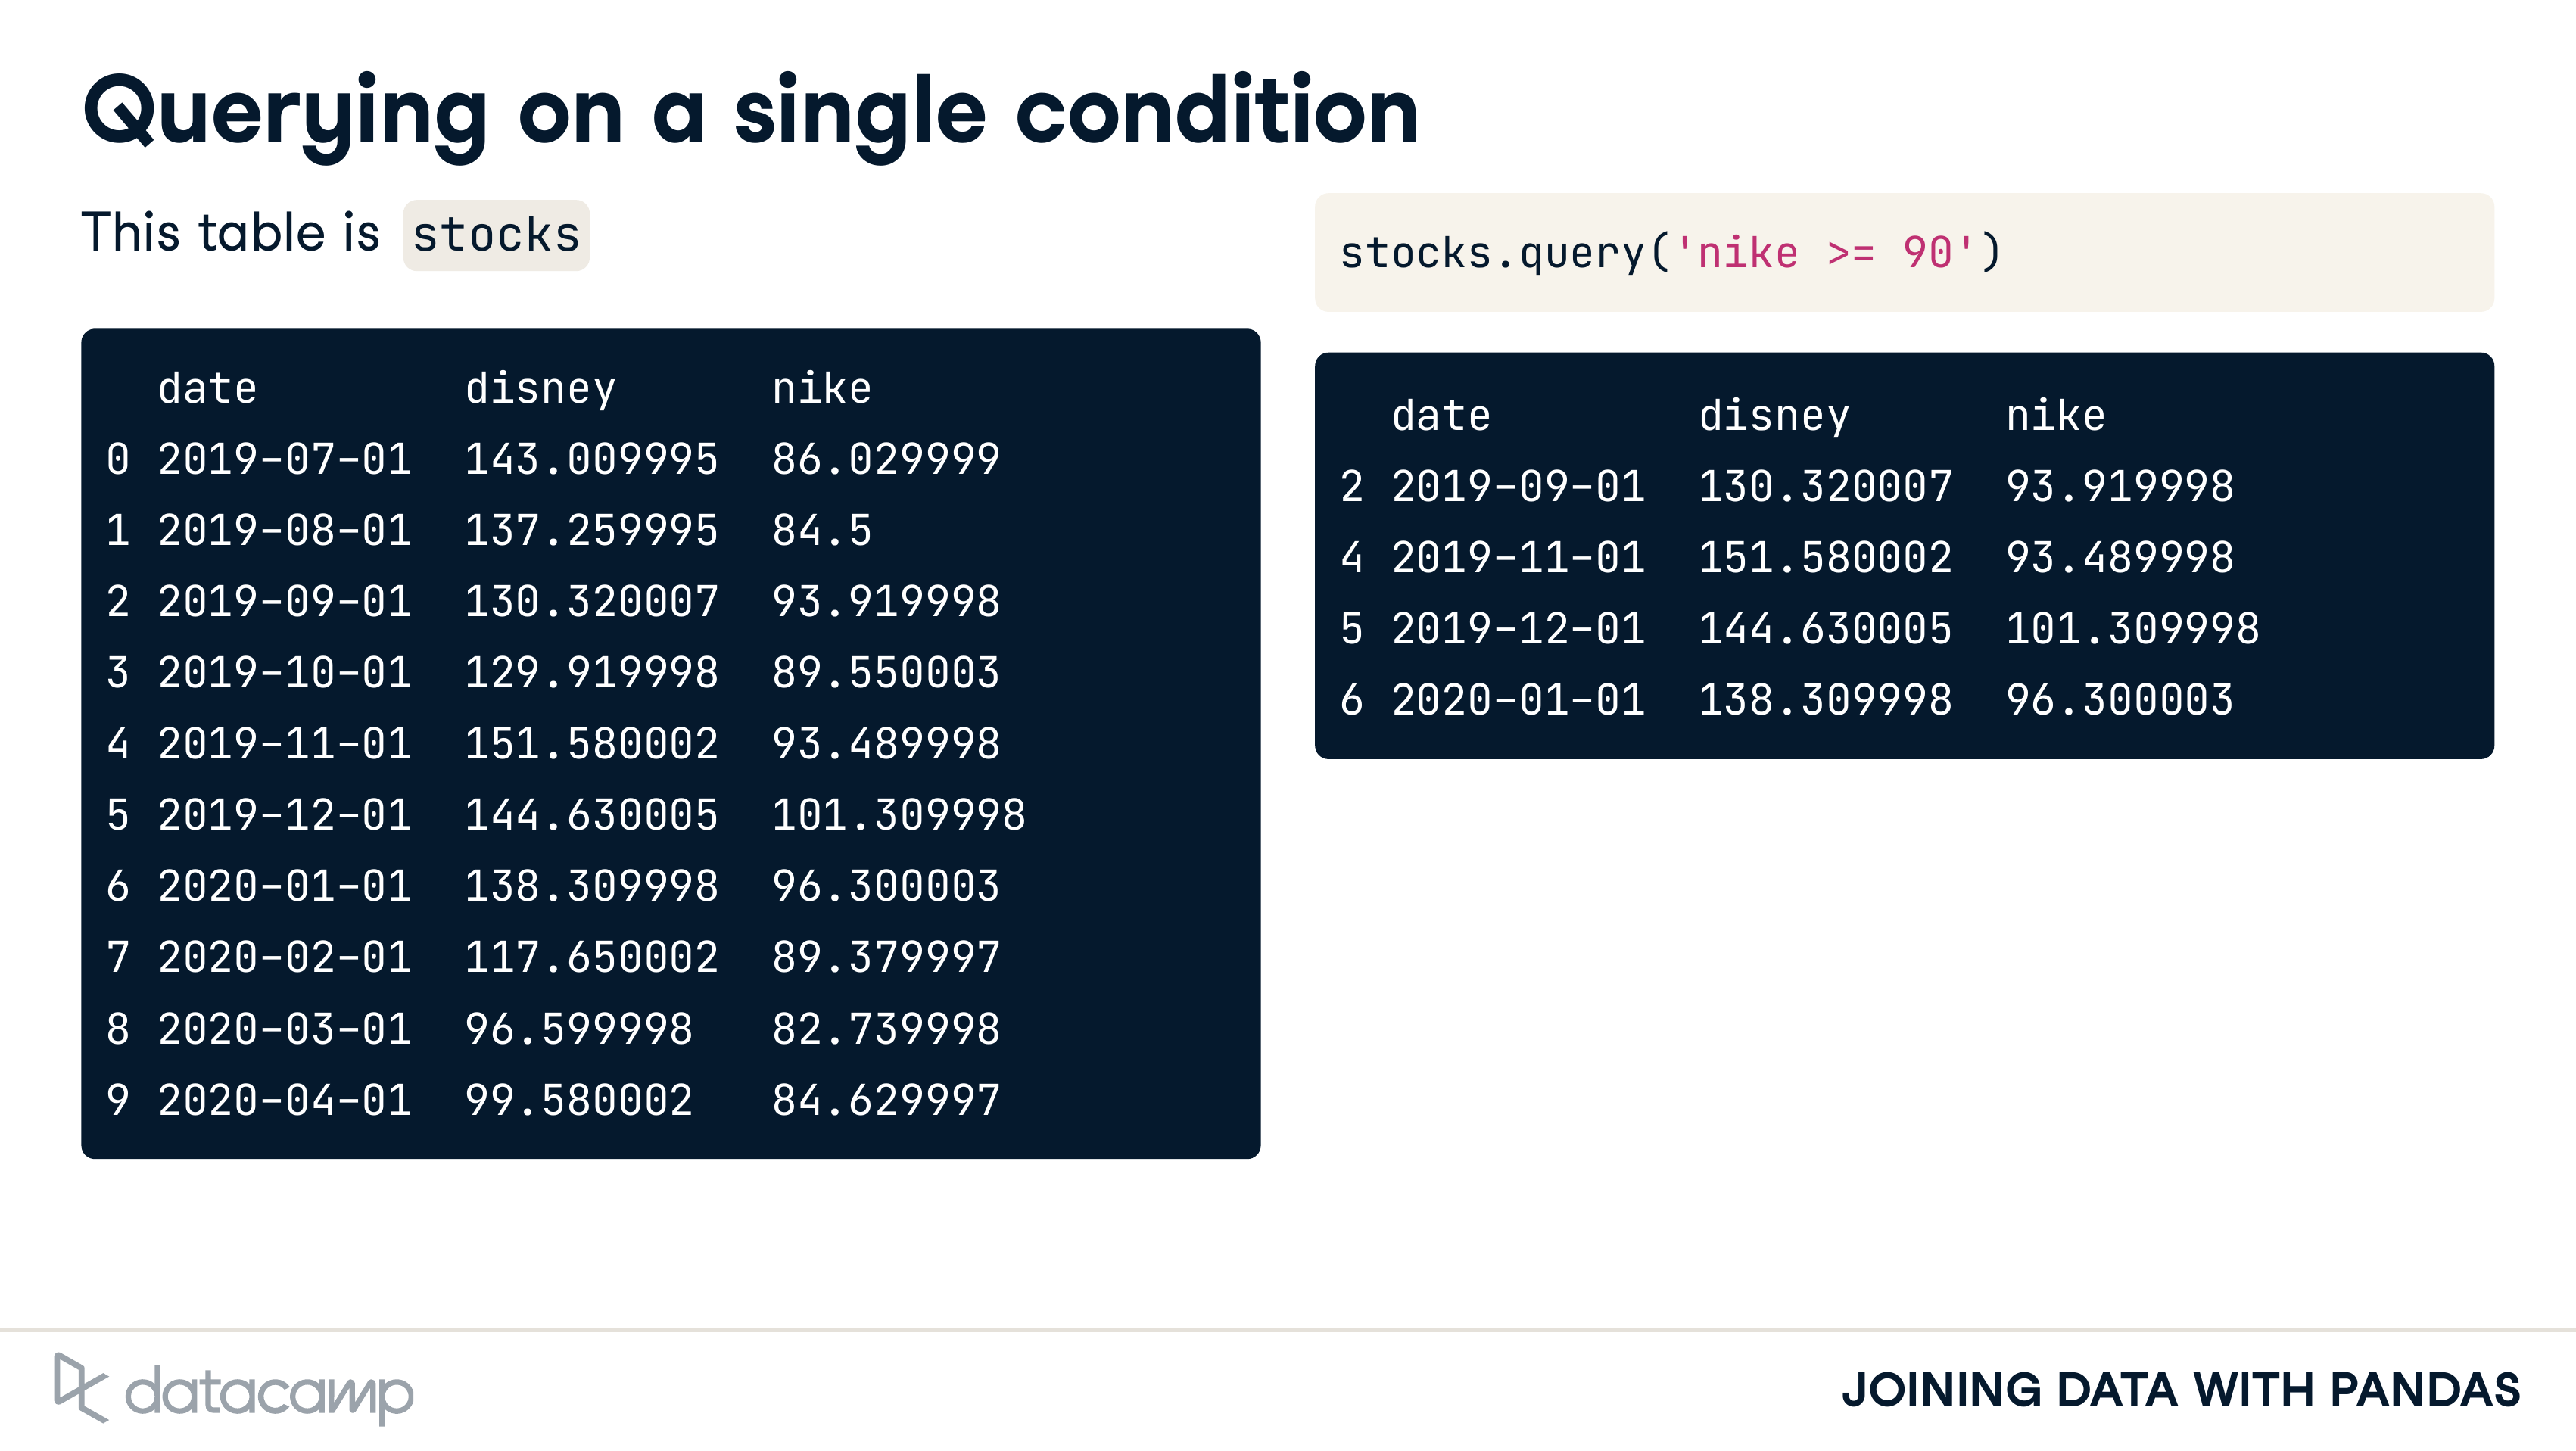 Querying on a single condition
This table is stocks
date disney nike
0 2019-07-01 143.009995 86.029999
1 2019-08-01 137.259995 84.5
2 2019-09-01 130.320007 93.919998
3 2019-10-01 129.919998 89.550003
4 2019-11-01 151.580002 93.489998
5 2019-12-01 144.630005 101.309998
6 2020-01-01 138.309998 96.300003
7 2020-02-01 117.650002 89.379997
8 2020-03-01 96.599998 82.739998
9 2020-04-01 99.580002 84.629997
stocks.query('nike >= 90')
date disney nike
2 2019-09-01 130.320007 93.919998
4 2019-11-01 151.580002 93.489998
5 2019-12-01 144.630005 101.309998
6 2020-01-01 138.309998 96.300003
datacamp
JOINING DATA WITH PANDAS